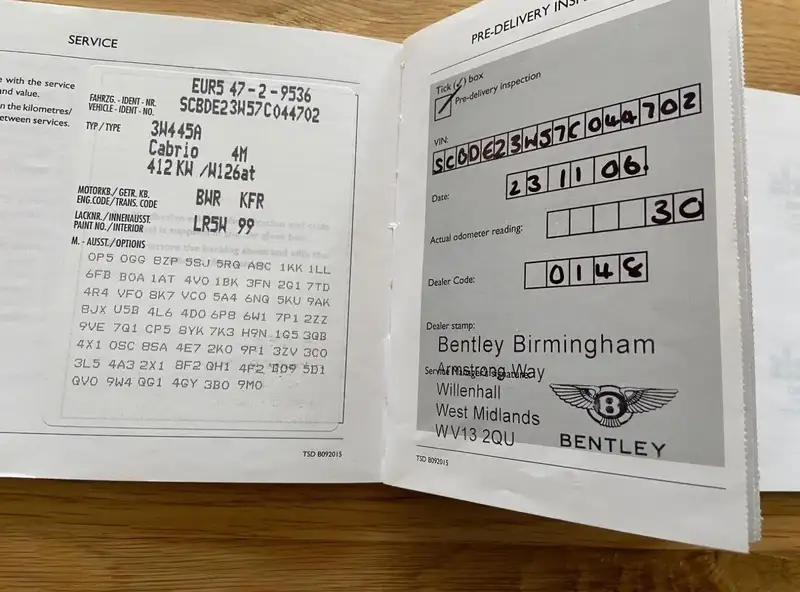 SERVICE
e with the service
and value.
n the kilometres/
etween services.
EUR5 47-2-9536
FAHRZG. - IDENT - NR.
VEHICLE - IDENT - NO.
SCBDE23W57C044702
TYP / TYPE
3W445A
Cabrio 4M
412 KW /W126at
MOTORKB./ GETR. KB.
ENG.CODE/ TRANS. CODE
BWR KFR
LACKNR. / INNENAUSST.
PAINT NO. / INTERIOR
LR5W 99
M. - AUSST. / OPTIONS
0P5 0GG 8ZP 5SJ 5RQ A8C 1KK 1LL
6FB B0A 1AT 4V0 1BK 3FN 2G1 7TD
4R4 VF0 8K7 VC0 5A4 6NQ 5KU 9AK
8JX U5B 4L6 4D0 6P8 6W1 7P1 2ZZ
9VE 7Q1 CP5 8YK 7K3 H9N 1G5 3QB
4X1 0SC 8SA 4E7 2K0 9P1 3ZV 3C0
3L5 4A3 2X1 8F2 QH1 4F2 B09 5D1
QV0 9W4 QG1 4GY 3B0 9M0
TSD B092015
PRE-DELIVERY
Tick (✓) box
Pre-delivery inspection
VIN:
SCBDE23W57C044702
Date:
231106
Actual odometer reading:
30
Dealer Code:
0148
Dealer stamp:
Bentley Birmingham
Armstrong Way
Willenhall
West Midlands
WV13 2QU
B
BENTLEY
TSD B092015